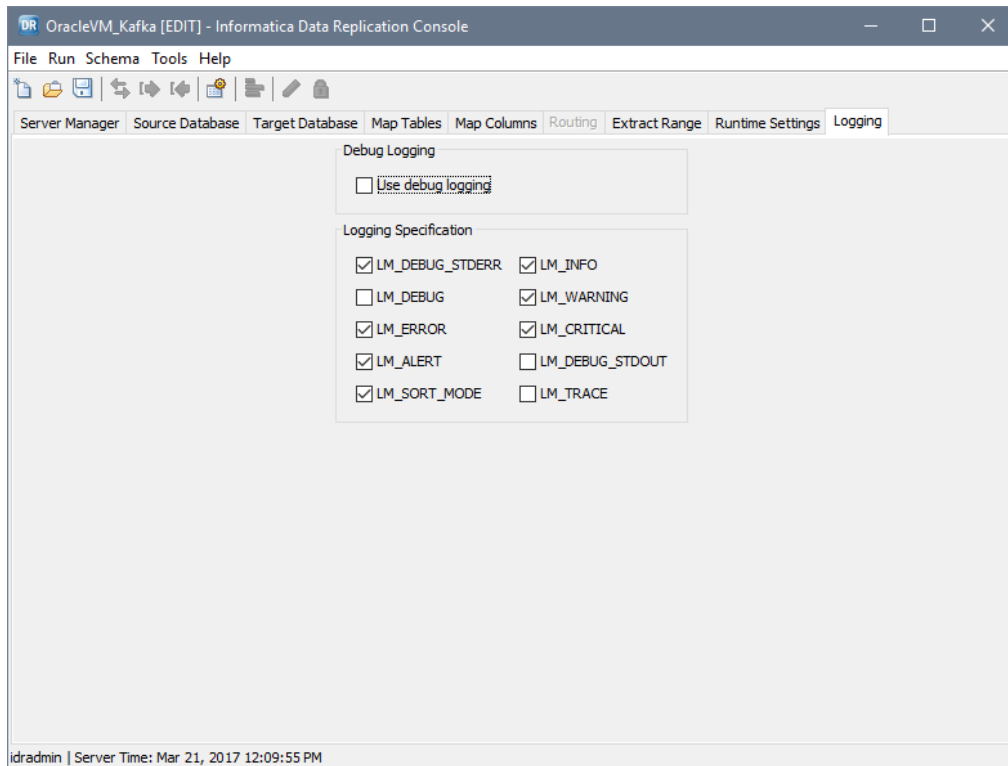 DR OracleVM_Kafka [EDIT] - Informatica Data Replication Console
File Run Schema Tools Help
Server Manager Source Database Target Database Map Tables Map Columns Routing Extract Range Runtime Settings Logging
Debug Logging
Use debug logging
Logging Specification
LM_DEBUG_STDERR LM_INFO
LM_DEBUG LM_WARNING
LM_ERROR LM_CRITICAL
LM_ALERT LM_DEBUG_STDOUT
LM_SORT_MODE LM_TRACE
idradmin | Server Time: Mar 21, 2017 12:09:55 PM